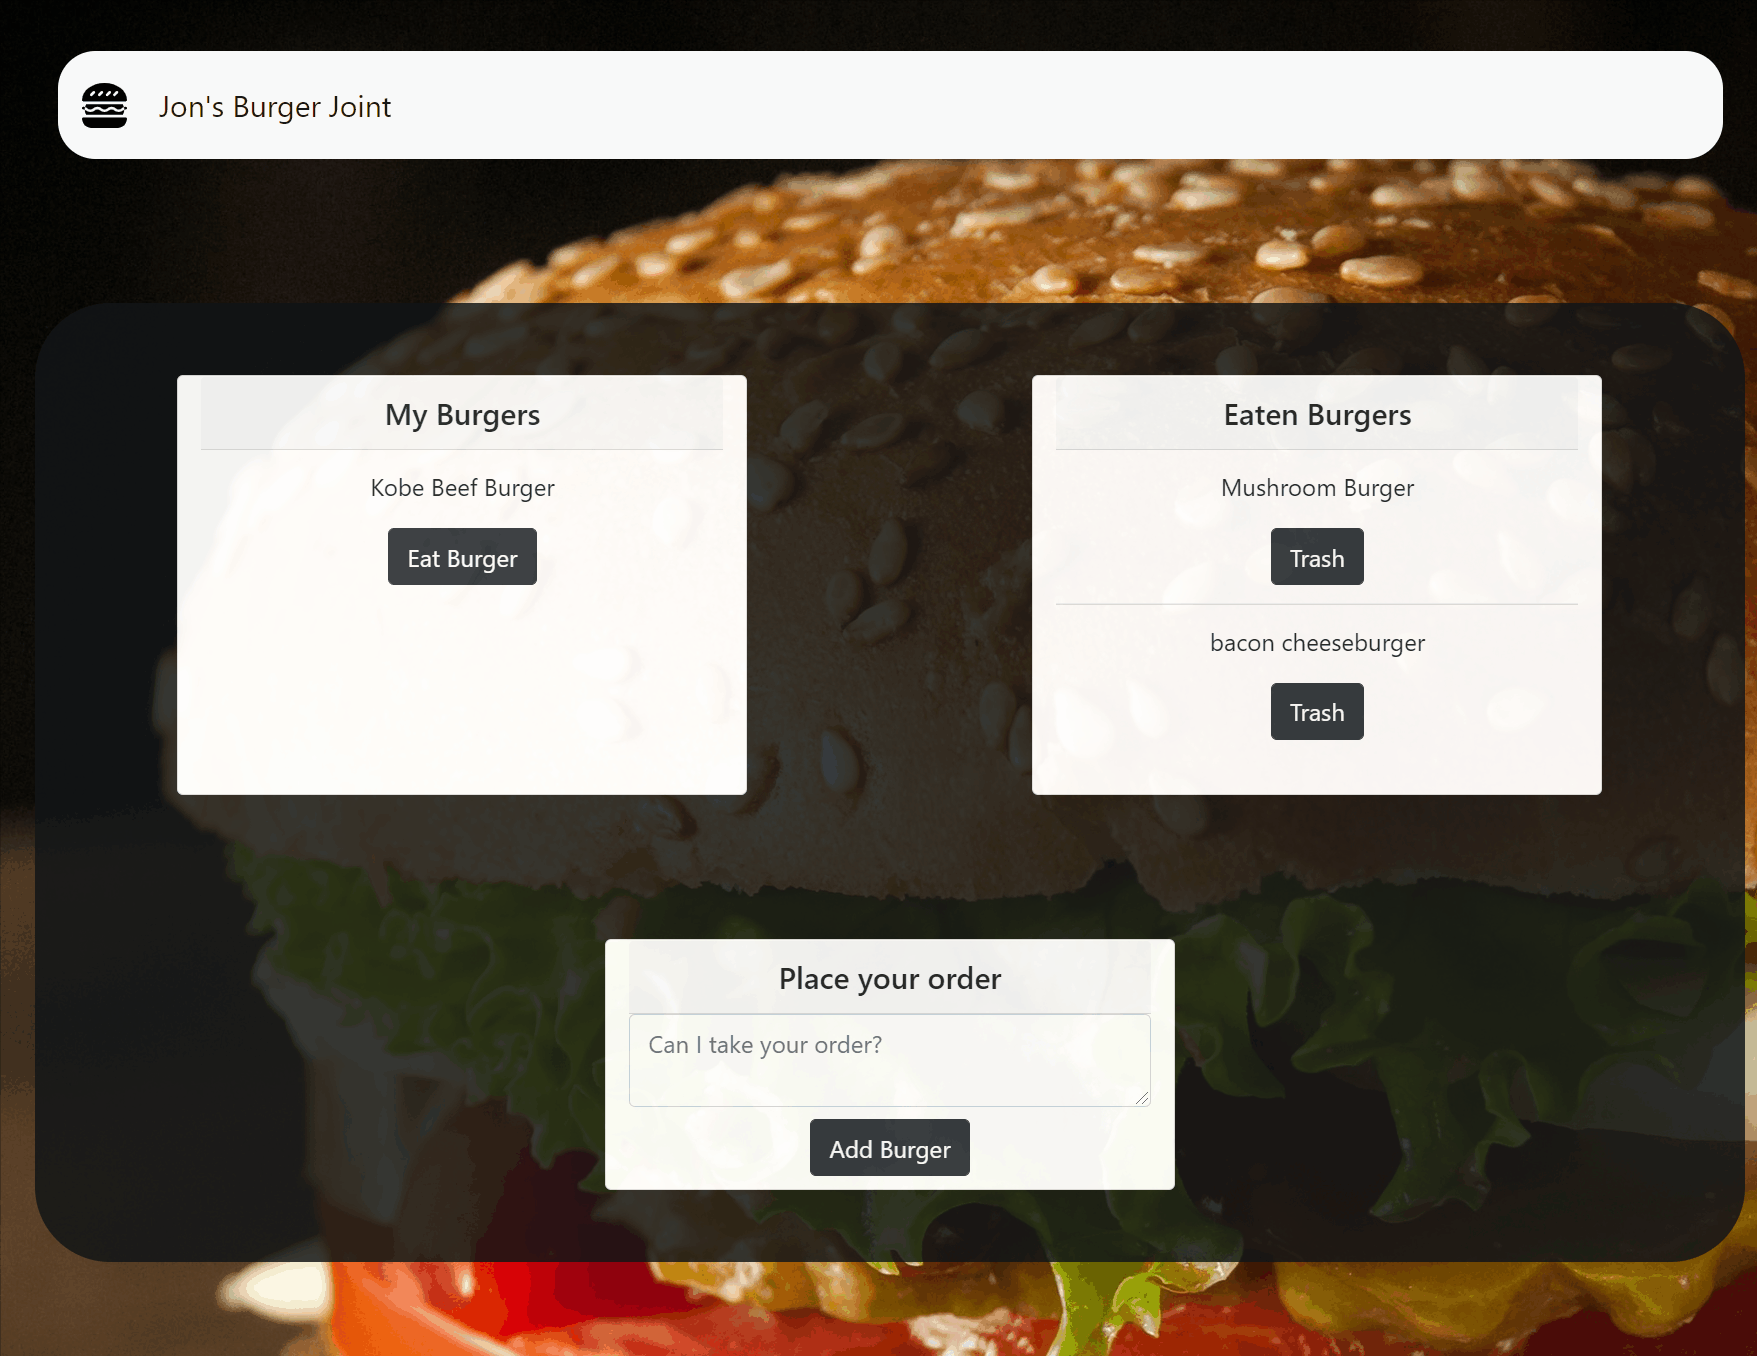 Jon's Burger Joint
My Burgers
Kobe Beef Burger
Eat Burger
Eaten Burgers
Mushroom Burger
Trash
bacon cheeseburger
Trash
Place your order
Can I take your order?
Add Burger